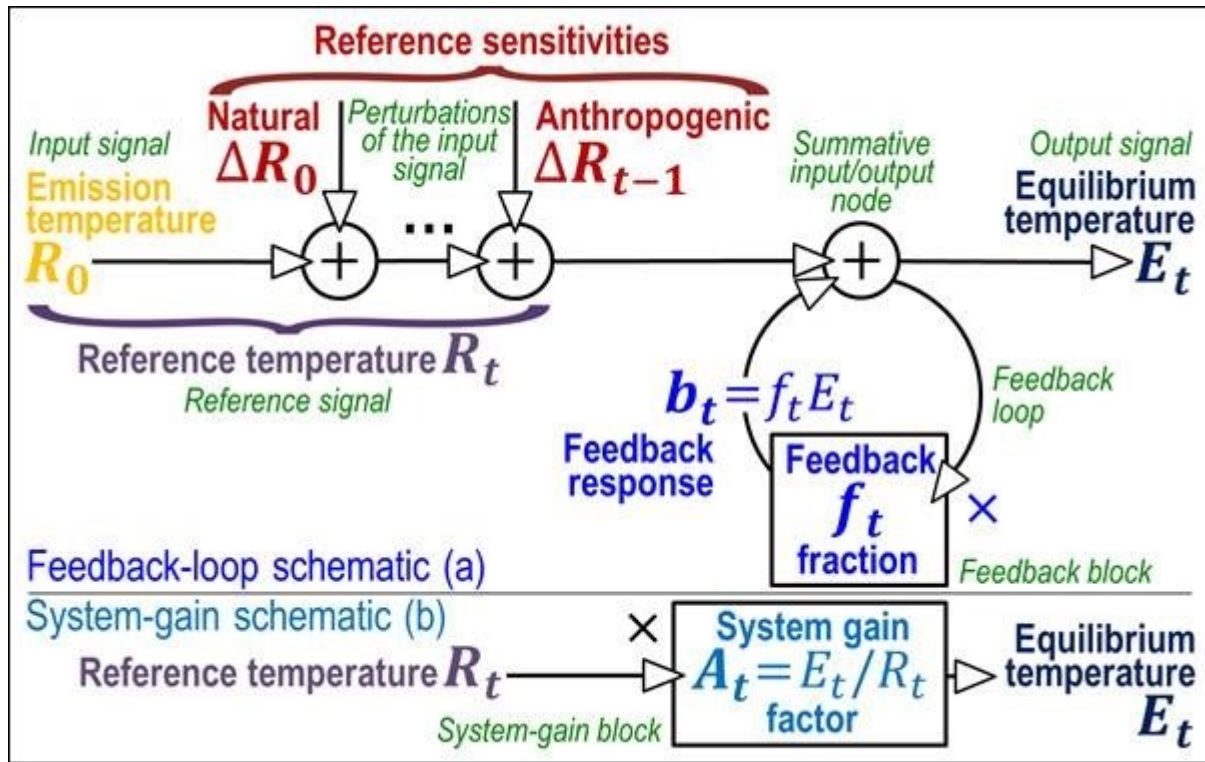 Reference sensitivities
Natural
ΔR₀
Perturbations
of the input
signal
Anthropogenic
ΔRₜ₋₁
Input signal
Emission
temperature
R₀
+
...
+
Summative
input/output
node
+
Output signal
Equilibrium
temperature
Eₜ
Reference temperature Rₜ
Reference signal
bₜ=fₜEₜ
Feedback
response
Feedback
fₜ
fraction
×
Feedback
loop
Feedback block
Feedback-loop schematic (a)
System-gain schematic (b)
Reference temperature Rₜ
×
System-gain block
System gain
Aₜ=Eₜ/Rₜ
factor
Equilibrium
temperature
Eₜ